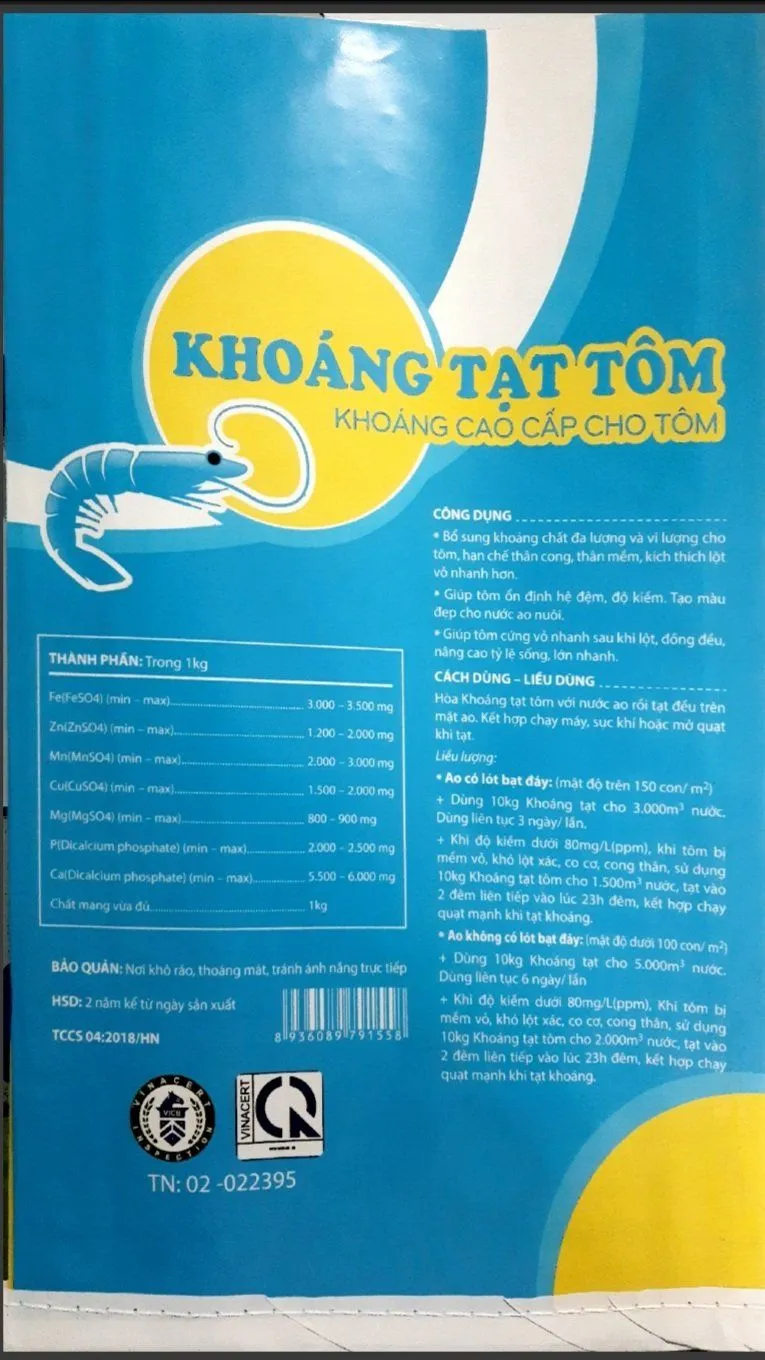 KHOÁNG TẠT TÔM
KHOÁNG CAO CẤP CHO TÔM
CÔNG DỤNG
• Bổ sung khoáng chất đa lượng và vi lượng cho
tôm, hạn chế thân cong, thân mềm, kích thích lột
vỏ nhanh hơn.
• Giúp tôm ổn định hệ đệm, độ kiềm. Tạo màu
đẹp cho nước ao nuôi.
• Giúp tôm cứng vỏ nhanh sau khi lột, đồng đều,
nâng cao tỷ lệ sống, lớn nhanh.
CÁCH DÙNG – LIỀU DÙNG
Hòa Khoáng tạt tôm với nước ao rồi tạt đều trên
mặt ao. Kết hợp chạy máy, sục khí hoặc mở quạt
khi tạt.
Liều lượng:
• Ao có lót bạt đáy: (mật độ trên 150 con/ m²)
+ Dùng 10kg Khoáng tạt cho 3.000m³ nước.
Dùng liên tục 3 ngày/ lần.
+ Khi độ kiềm dưới 80mg/L(ppm), khi tôm bị
mềm vỏ, khó lột xác, co cơ, cong thân, sử dụng
10kg Khoáng tạt tôm cho 1.500m³ nước, tạt vào
2 đêm liên tiếp vào lúc 23h đêm, kết hợp chạy
quạt mạnh khi tạt khoáng.
• Ao không có lót bạt đáy: (mật độ dưới 100 con/ m²)
+ Dùng 10kg Khoáng tạt cho 5.000m³ nước.
Dùng liên tục 6 ngày/ lần
+ Khi độ kiềm dưới 80mg/L(ppm), Khi tôm bị
mềm vỏ, khó lột xác, co cơ, cong thân, sử dụng
10kg Khoáng tạt tôm cho 2.000m³ nước, tạt vào
2 đêm liên tiếp vào lúc 23h đêm, kết hợp chạy
quạt mạnh khi tạt khoáng.
THÀNH PHẦN: Trong 1kg
Fe(FeSO4) (min – max)........ 3.000 – 3.500 mg
Zn(ZnSO4) (min – max)........ 1.200 – 2.000 mg
Mn(MnSO4) (min – max)........ 2.000 – 3.000 mg
Cu(CuSO4) (min – max)........ 1.500 – 2.000 mg
Mg(MgSO4) (min – max)........ 800 – 900 mg
P(Dicalcium phosphate) (min – max)........ 2.000 – 2.500 mg
Ca(Dicalcium phosphate) (min – max)........ 5.500 – 6.000 mg
Chất mang vừa đủ........ 1kg
BẢO QUẢN: Nơi khô ráo, thoáng mát, tránh ánh nắng trực tiếp
HSD: 2 năm kể từ ngày sản xuất
TCCS 04:2018/HN
8 936089 791558
VINACERT
VICB
INSPECTION
VINACERT
TN: 02 -022395